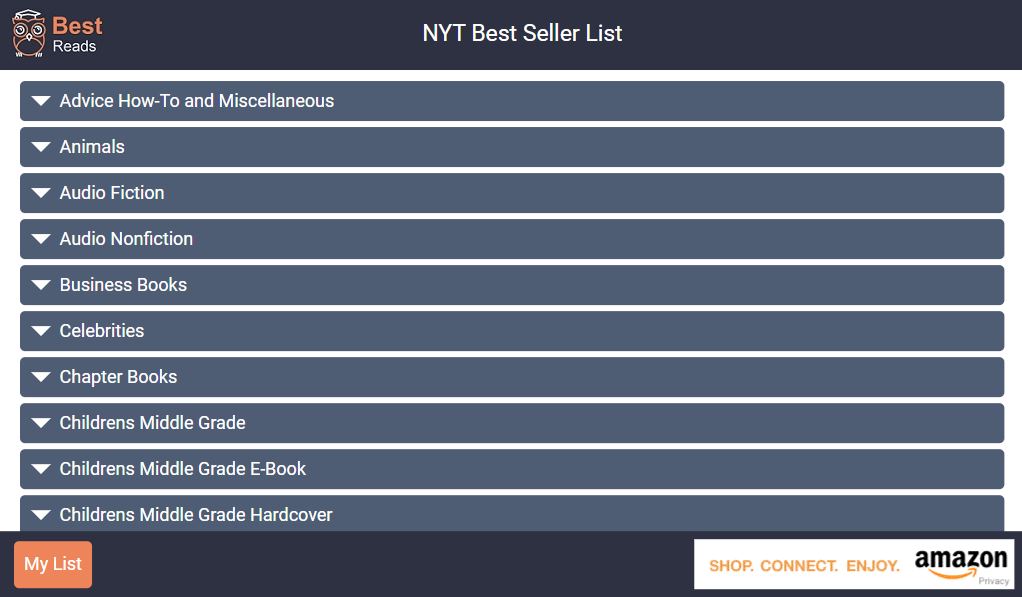 Best
Reads
NYT Best Seller List
Advice How-To and Miscellaneous
Animals
Audio Fiction
Audio Nonfiction
Business Books
Celebrities
Chapter Books
Childrens Middle Grade
Childrens Middle Grade E-Book
Childrens Middle Grade Hardcover
My List
SHOP. CONNECT. ENJOY.
amazon
Privacy